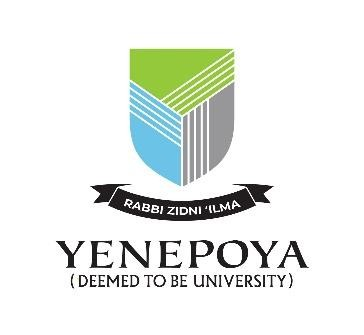 RABBI ZIDNI ‘ILMA
YENEPOYA
(DEEMED TO BE UNIVERSITY)